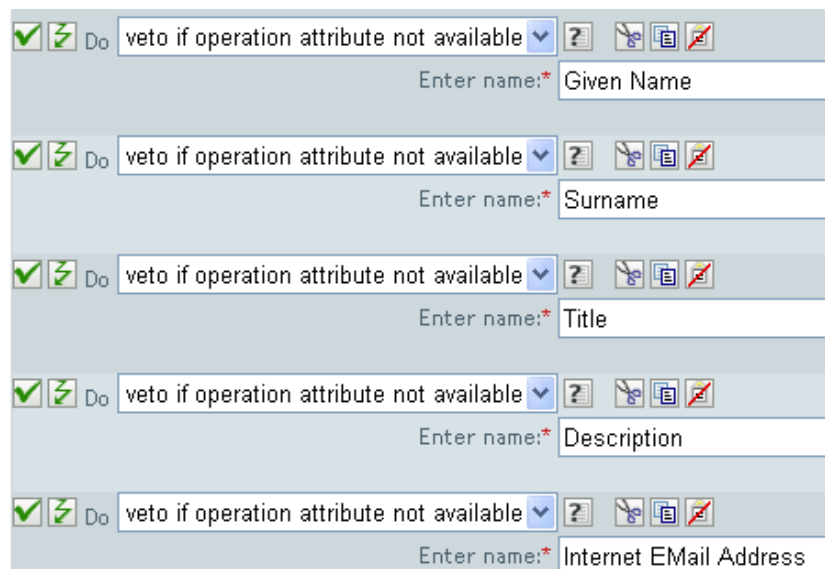 Do veto if operation attribute not available
Enter name:* Given Name
Do veto if operation attribute not available
Enter name:* Surname
Do veto if operation attribute not available
Enter name:* Title
Do veto if operation attribute not available
Enter name:* Description
Do veto if operation attribute not available
Enter name:* Internet EMail Address